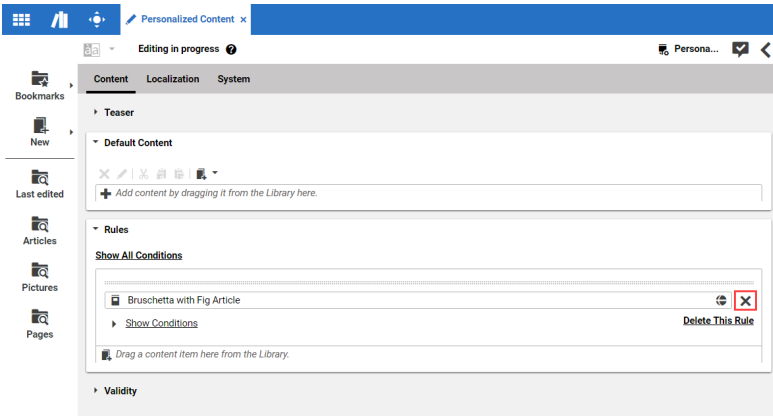 Personalized Content ×
Editing in progress ?
Persona...
Content Localization System
Bookmarks
New
Last edited
Articles
Pictures
Pages
Teaser
Default Content
Add content by dragging it from the Library here.
Rules
Show All Conditions
Bruschetta with Fig Article
Show Conditions
Delete This Rule
Drag a content item here from the Library.
Validity